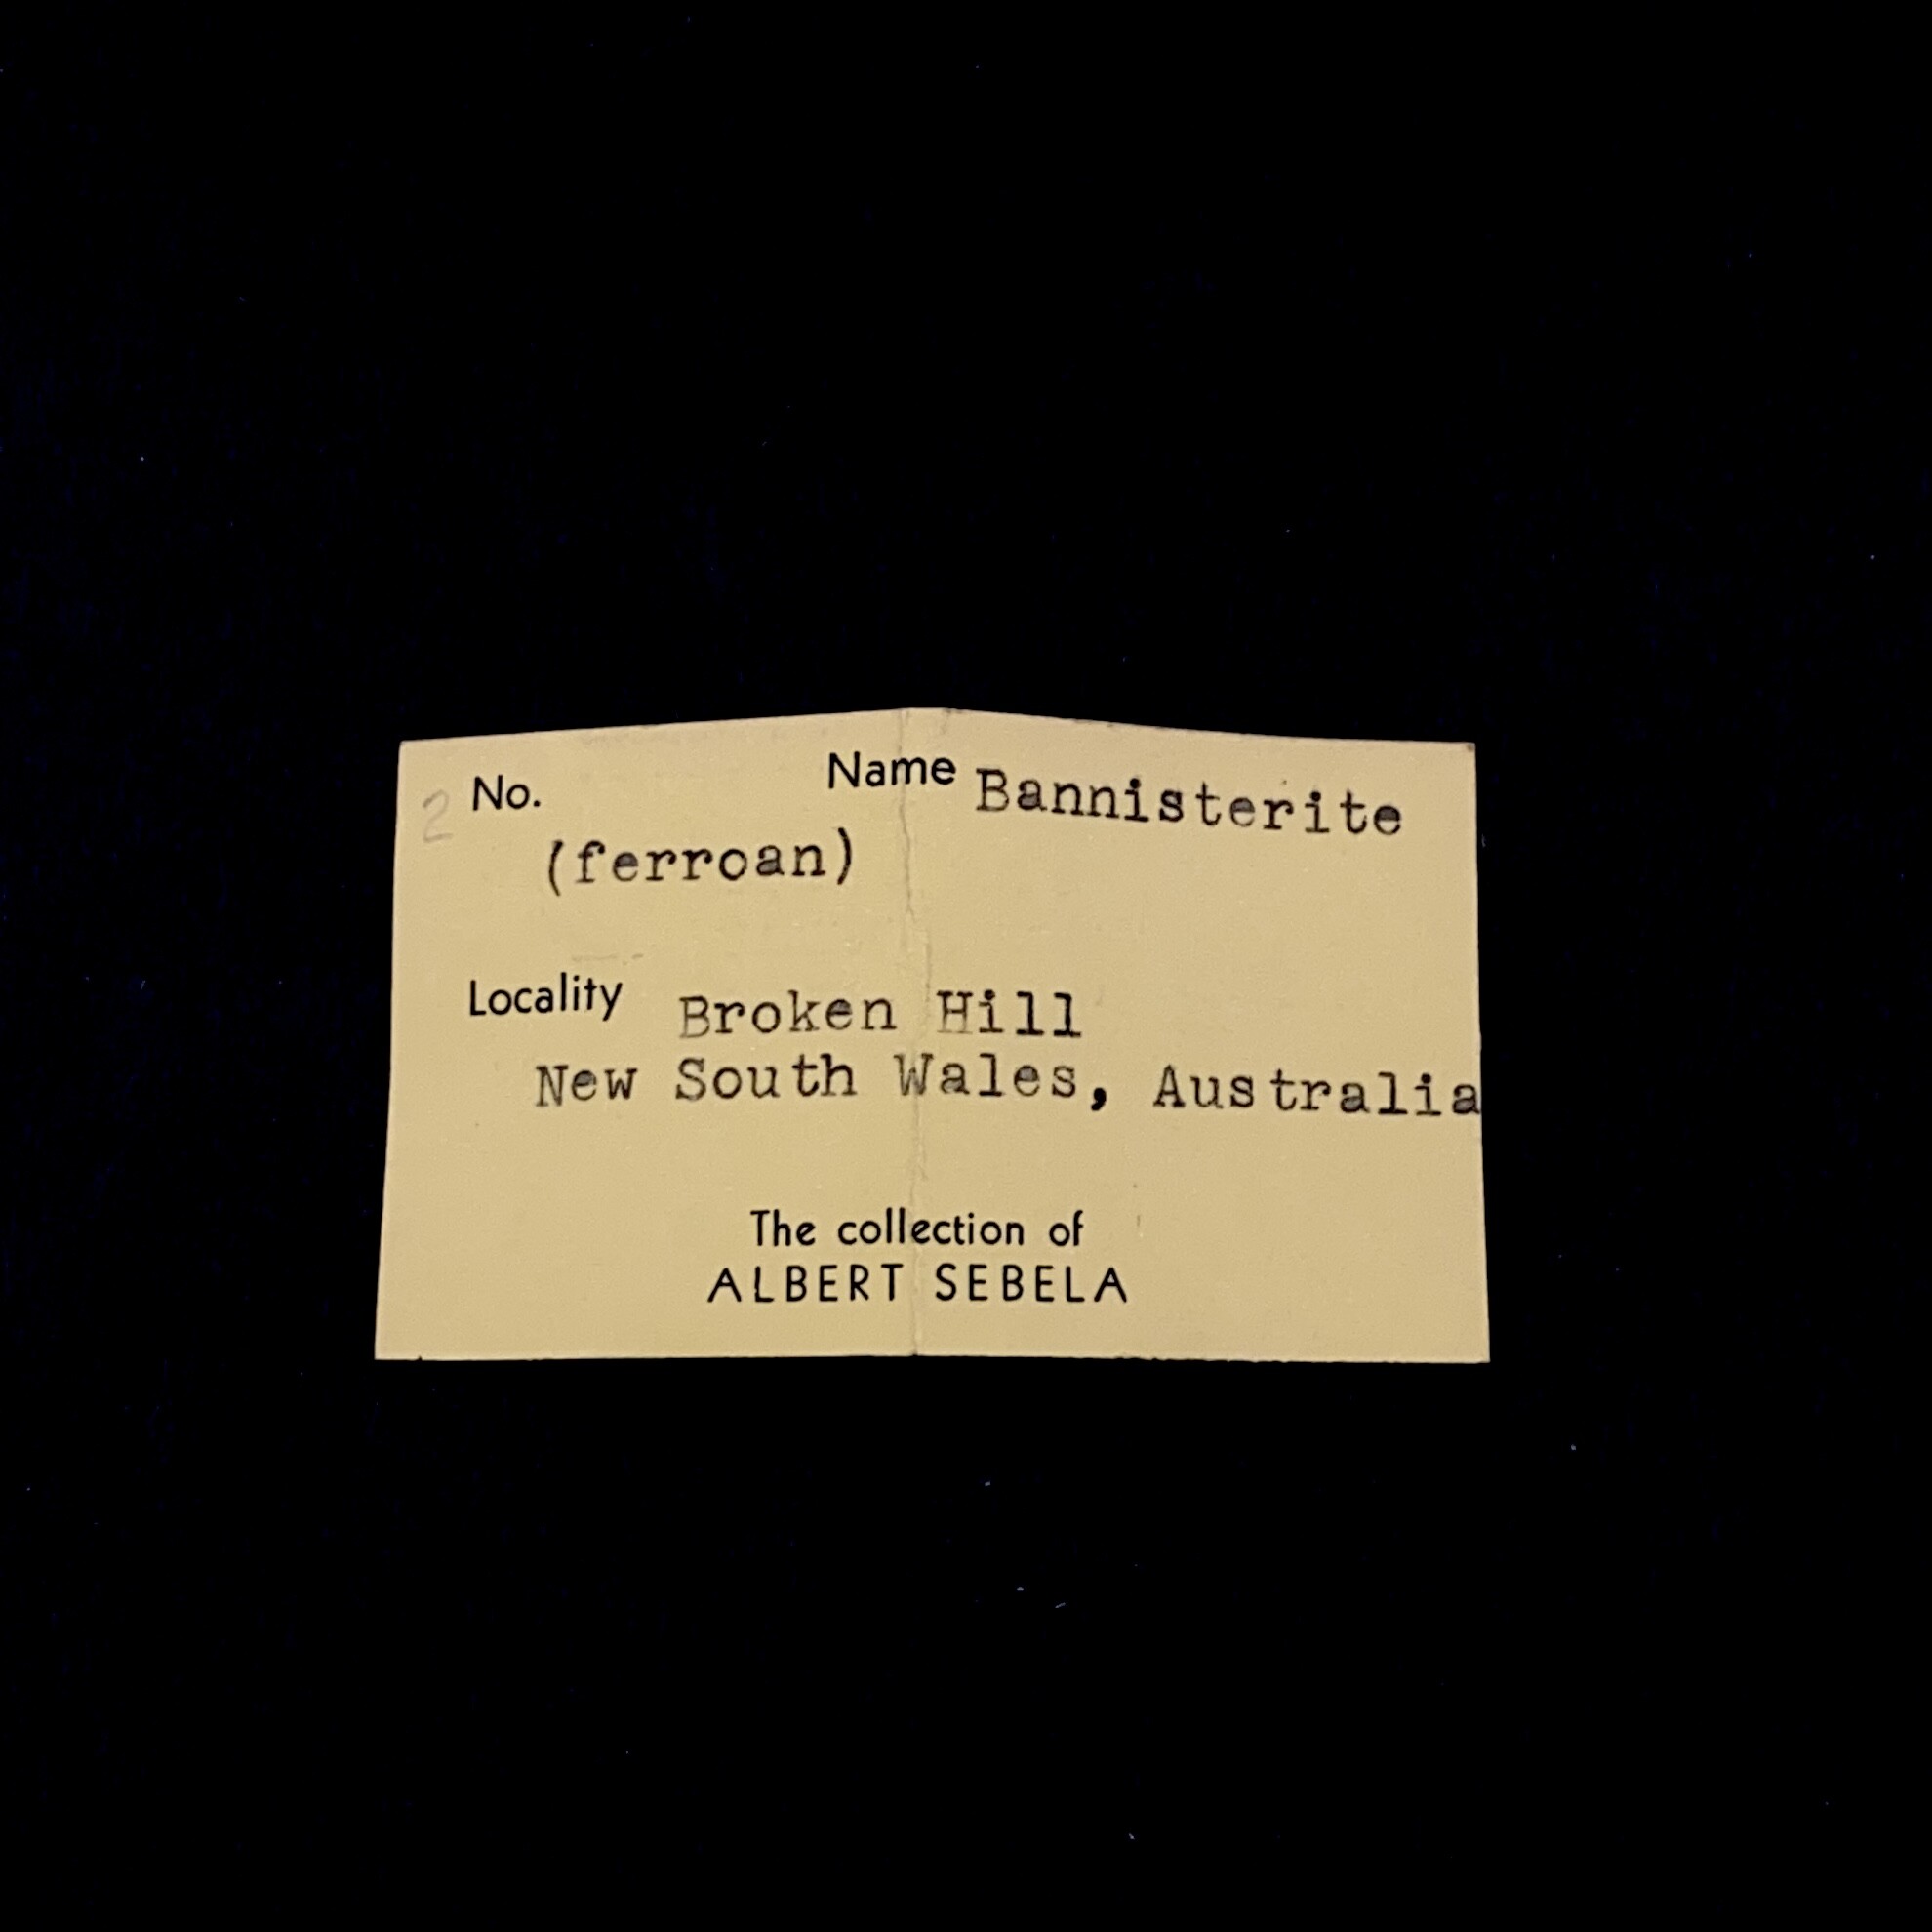 2 No. Name Bannisterite
(ferroan)
Locality Broken Hill
New South Wales, Australia
The collection of
ALBERT SEBELA